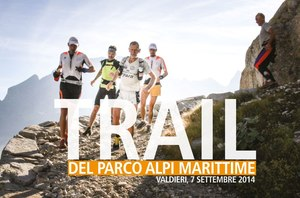 TRAIL
DEL PARCO ALPI MARITTIME
VALDIERI, 7 SETTEMBRE 2014